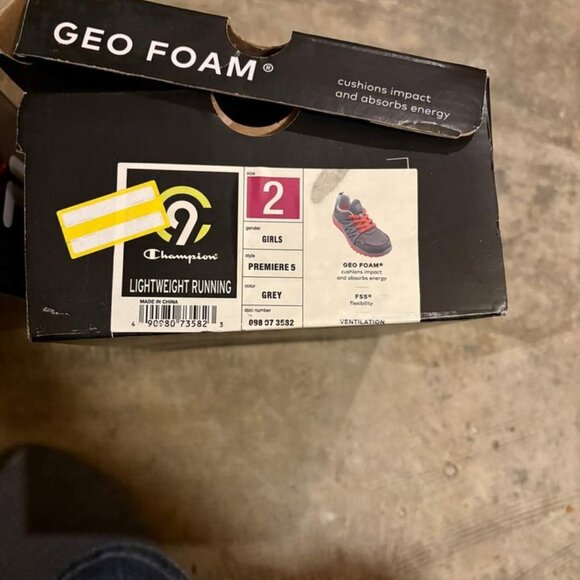 GEO FOAM®
cushions impact
and absorbs energy
C9
Champion
LIGHTWEIGHT RUNNING
MADE IN CHINA
4 90980 73582 3
size
2
gender
GIRLS
style
PREMIERE 5
color
GREY
dpci number
098 07 3582
GEO FOAM®
cushions impact
and absorbs energy
FSS®
flexibility
VENTILATION